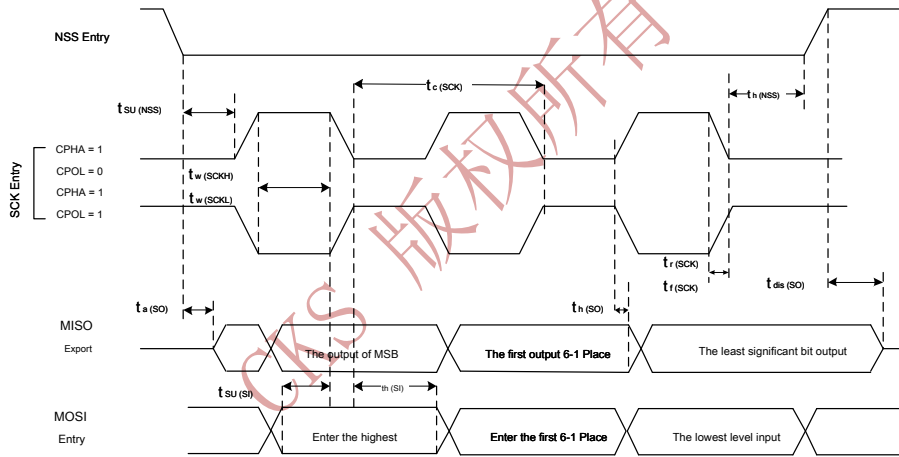 NSS Entry
t SU (NSS)
t c (SCK)
t h (NSS)
SCK Entry
CPHA = 1
CPOL = 0
CPHA = 1
CPOL = 1
t w (SCKH)
t w (SCKL)
t r (SCK)
t f (SCK)
t a (SO)
t h (SO)
t dis (SO)
MISO
Export
The output of MSB
The first output 6-1 Place
The least significant bit output
t SU (SI)
th (SI)
MOSI
Entry
Enter the highest
Enter the first 6-1 Place
The lowest level input
CKS 版权所有